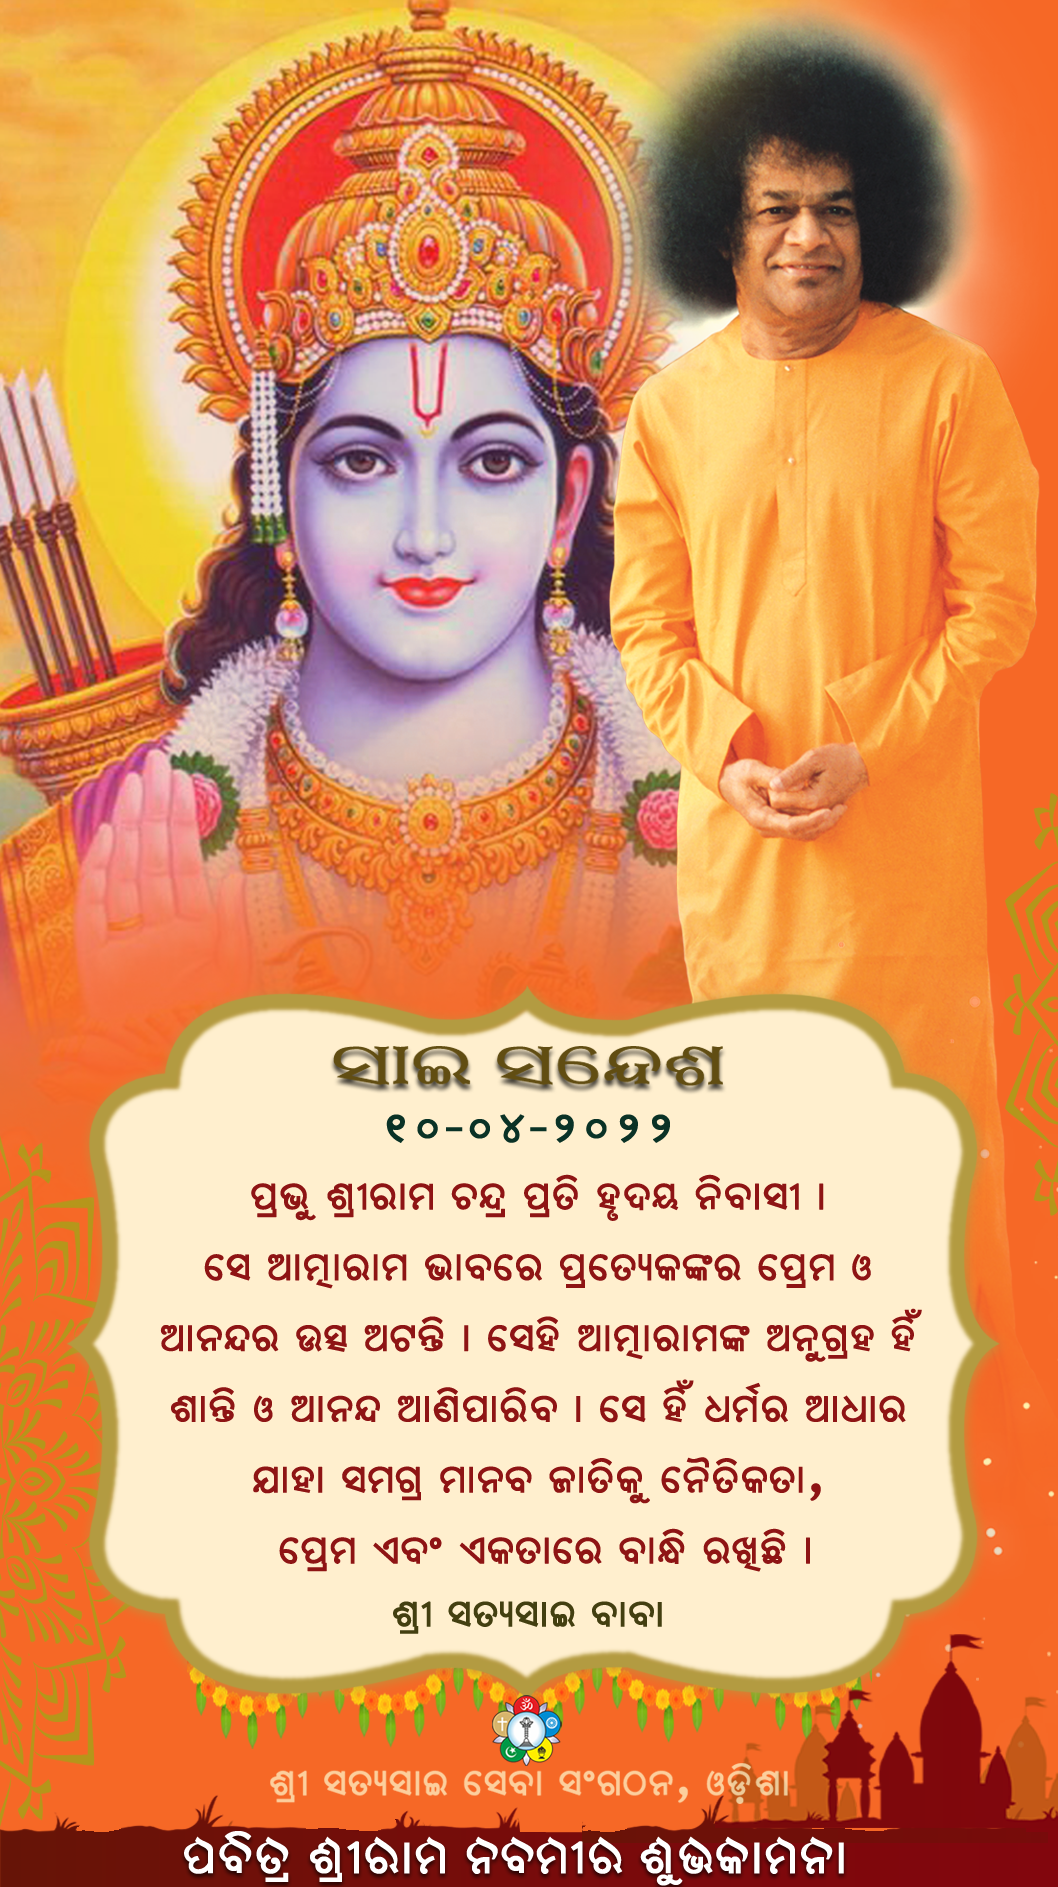 ସାଇ ସନ୍ଦେଶ
୧୦-୦୪-୨୦୨୨
ପ୍ରଭୁ ଶ୍ରୀରାମ ଚନ୍ଦ୍ର ପ୍ରତି ହୃଦୟ ନିବାସୀ ।
ସେ ଆତ୍ମାରାମ ଭାବରେ ପ୍ରତ୍ୟେକଙ୍କର ପ୍ରେମ ଓ
ଆନନ୍ଦର ଉତ୍ସ ଅଟନ୍ତି । ସେହି ଆତ୍ମାରାମଙ୍କ ଅନୁଗ୍ରହ ହିଁ
ଶାନ୍ତି ଓ ଆନନ୍ଦ ଆଣିପାରିବ । ସେ ହିଁ ଧର୍ମର ଆଧାର
ଯାହା ସମଗ୍ର ମାନବ ଜାତିକୁ ନୈତିକତା,
ପ୍ରେମ ଏବଂ ଏକତାରେ ବାନ୍ଧି ରଖିଛି ।
ଶ୍ରୀ ସତ୍ୟସାଇ ବାବା
ଶ୍ରୀ ସତ୍ୟସାଇ ସେବା ସଂଗଠନ, ଓଡ଼ିଶା
ପବିତ୍ର ଶ୍ରୀରାମ ନବମୀର ଶୁଭକାମନା